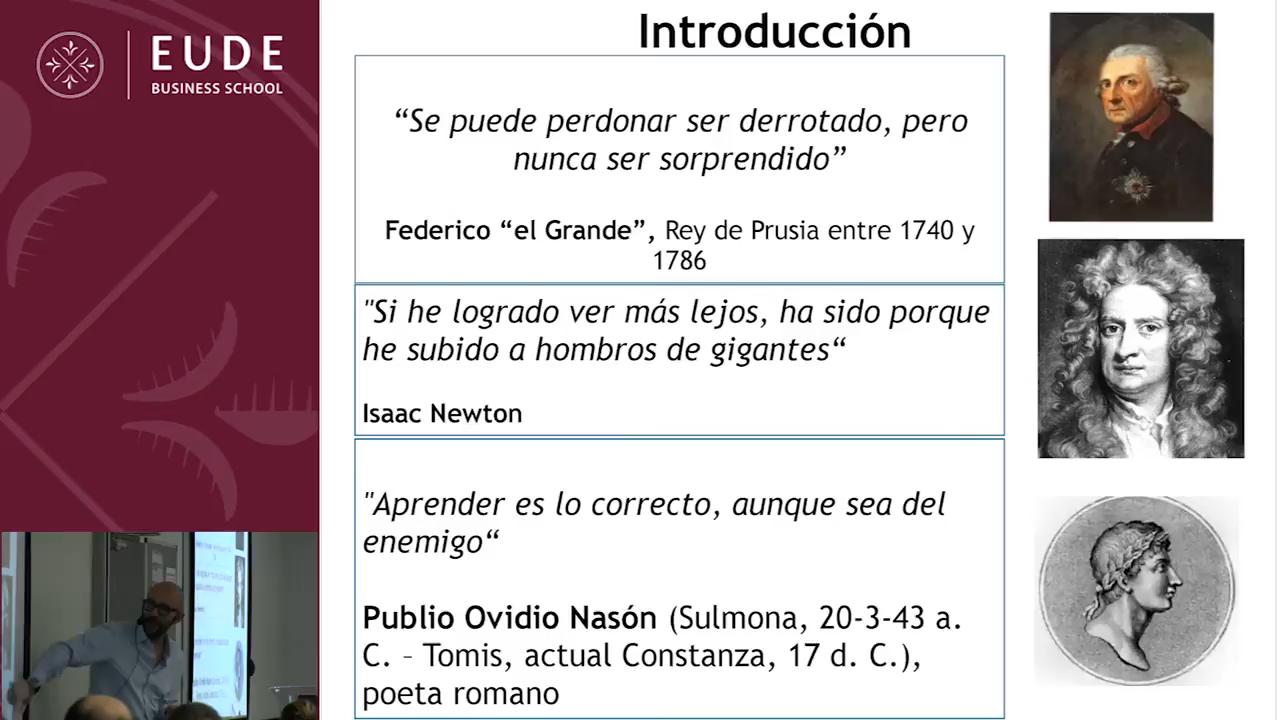 EUDE
BUSINESS SCHOOL
Introducción
“Se puede perdonar ser derrotado, pero
nunca ser sorprendido”
Federico “el Grande”, Rey de Prusia entre 1740 y
1786
"Si he logrado ver más lejos, ha sido porque
he subido a hombros de gigantes“
Isaac Newton
"Aprender es lo correcto, aunque sea del
enemigo“
Publio Ovidio Nasón (Sulmona, 20-3-43 a.
C. – Tomis, actual Constanza, 17 d. C.),
poeta romano